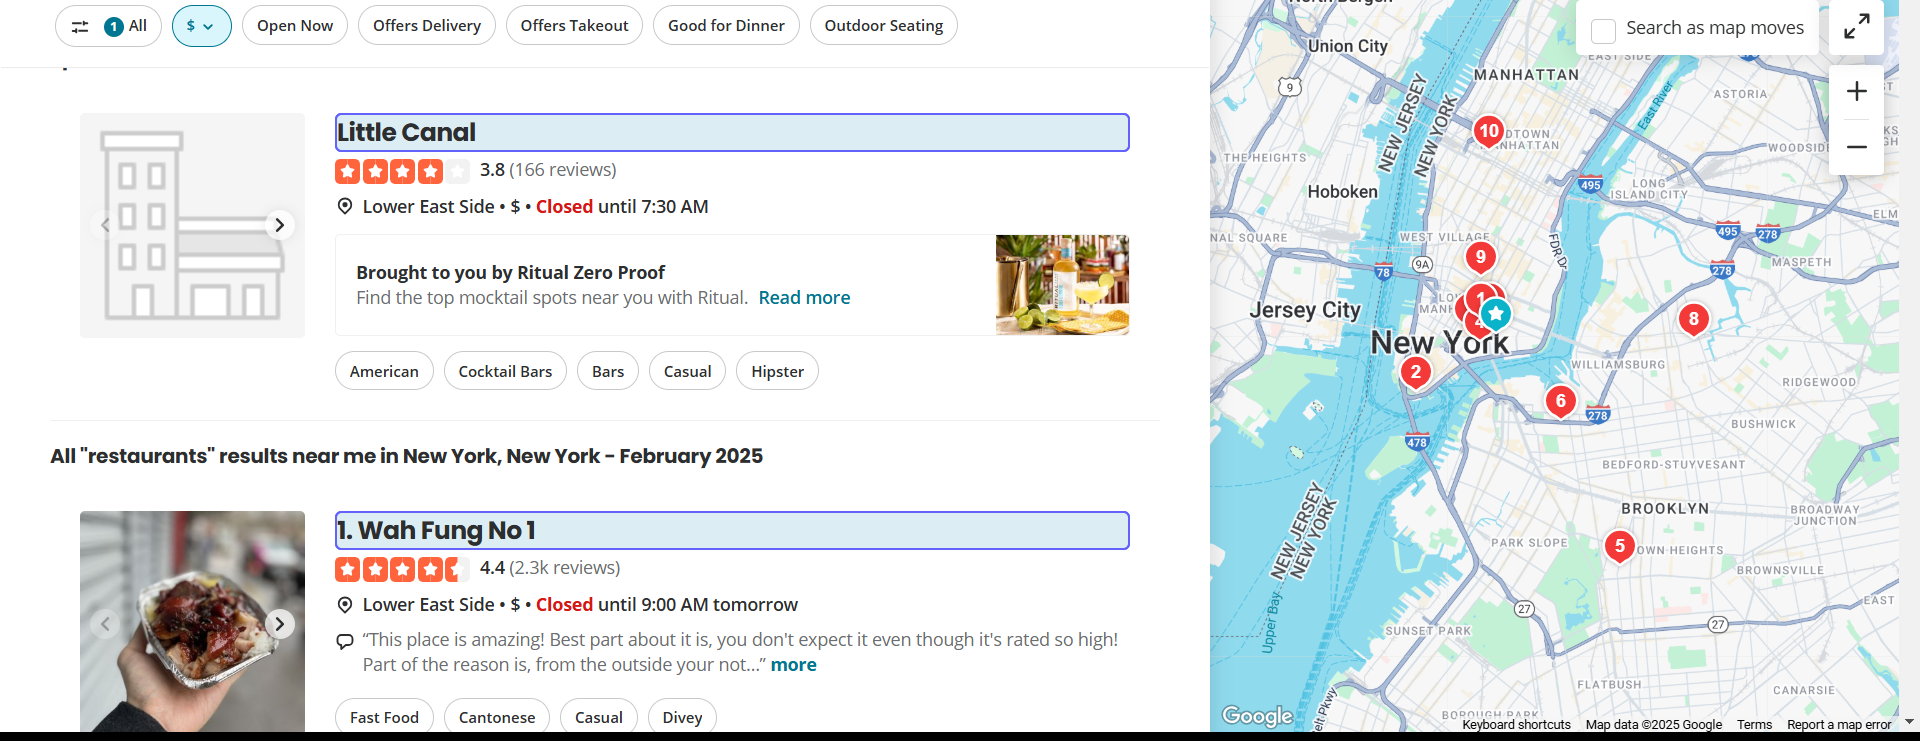 1 All
$
Open Now
Offers Delivery
Offers Takeout
Good for Dinner
Outdoor Seating
Little Canal
3.8 (166 reviews)
Lower East Side • $ • Closed until 7:30 AM
Brought to you by Ritual Zero Proof
Find the top mocktail spots near you with Ritual. Read more
American
Cocktail Bars
Bars
Casual
Hipster
All "restaurants" results near me in New York, New York - February 2025
1. Wah Fung No 1
4.4 (2.3k reviews)
Lower East Side • $ • Closed until 9:00 AM tomorrow
“This place is amazing! Best part about it is, you don't expect it even though it's rated so high!
Part of the reason is, from the outside your not...” more
Fast Food
Cantonese
Casual
Divey
Search as map moves
Union City
MANHATTAN
EAST SIDE
9
ASTORIA
East River
NEW JERSEY
NEW YORK
10
MANHATTAN
THE HEIGHTS
WOODSIDE
Hoboken
495
LONG
ISLAND CITY
ELM
NAL SQUARE
WEST VILLAGE
FDR Dr
495
278
9A
9
78
278
MASPETH
Jersey City
1
8
New York
WILLIAMSBURG
2
RIDGEWOOD
6
278
BUSHWICK
478
BEDFORD-STUYVESANT
NEW JERSEY
NEW YORK
BROOKLYN
BROADWAY
JUNCTION
PARK SLOPE
5
OWN HEIGHTS
BROWNSVILLE
27
27
EAST
Upper Bay
SUNSET PARK
FLATBUSH
CANARSIE
elt Pkwy
BOROUGH PARK
Google
Keyboard shortcuts
Map data ©2025 Google
Terms
Report a map error